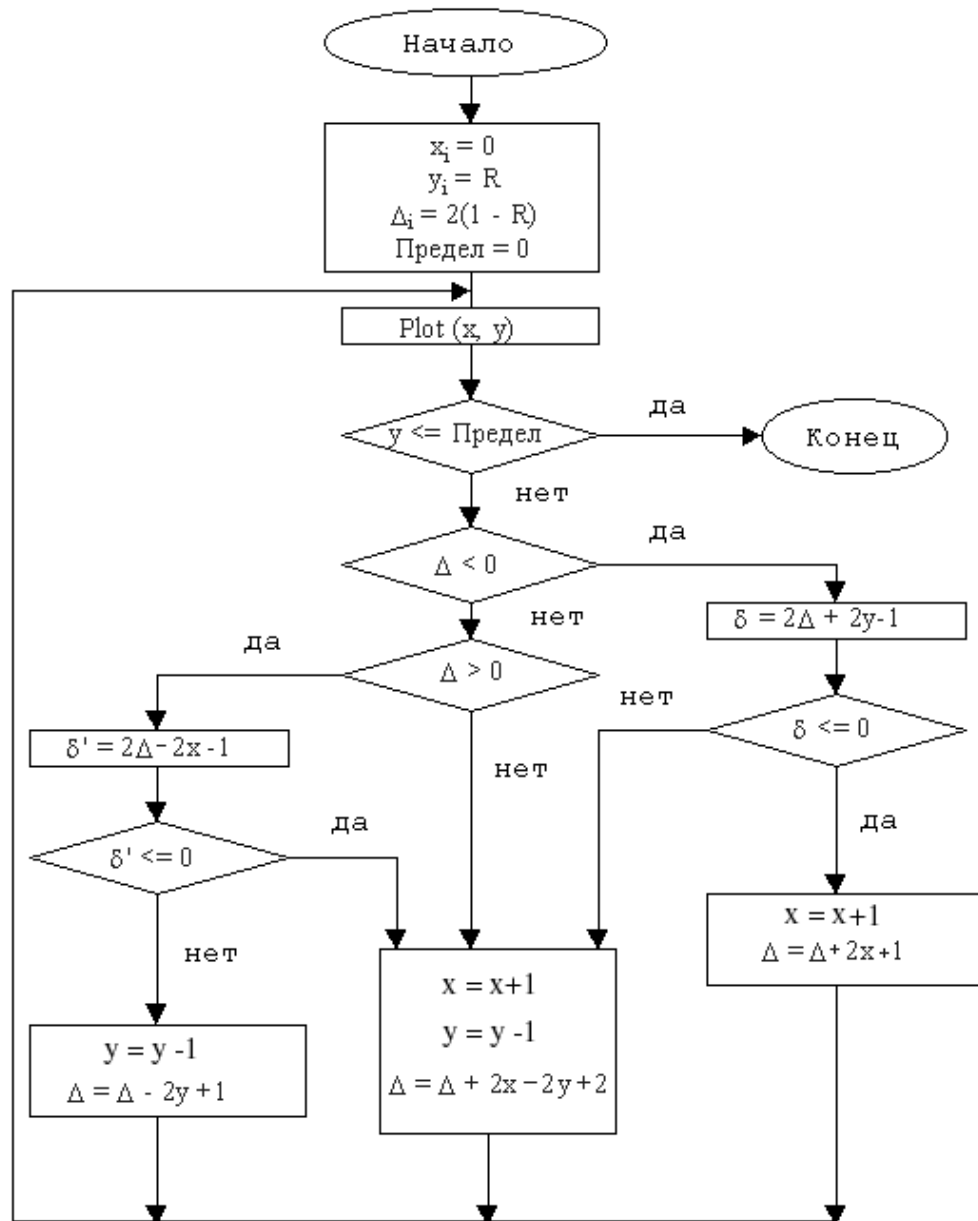 Начало
xᵢ = 0
yᵢ = R
Δᵢ = 2(1 - R)
Предел = 0
Plot (x, y)
y <= Предел
да
Конец
нет
Δ < 0
да
δ = 2Δ + 2y-1
нет
Δ > 0
да
нет
δ <= 0
δ' = 2Δ-2x-1
нет
да
δ' <= 0
да
x = x+1
Δ = Δ+2x+1
нет
x = x+1
y = y -1
Δ = Δ + 2x-2y+2
y = y -1
Δ = Δ - 2y+1